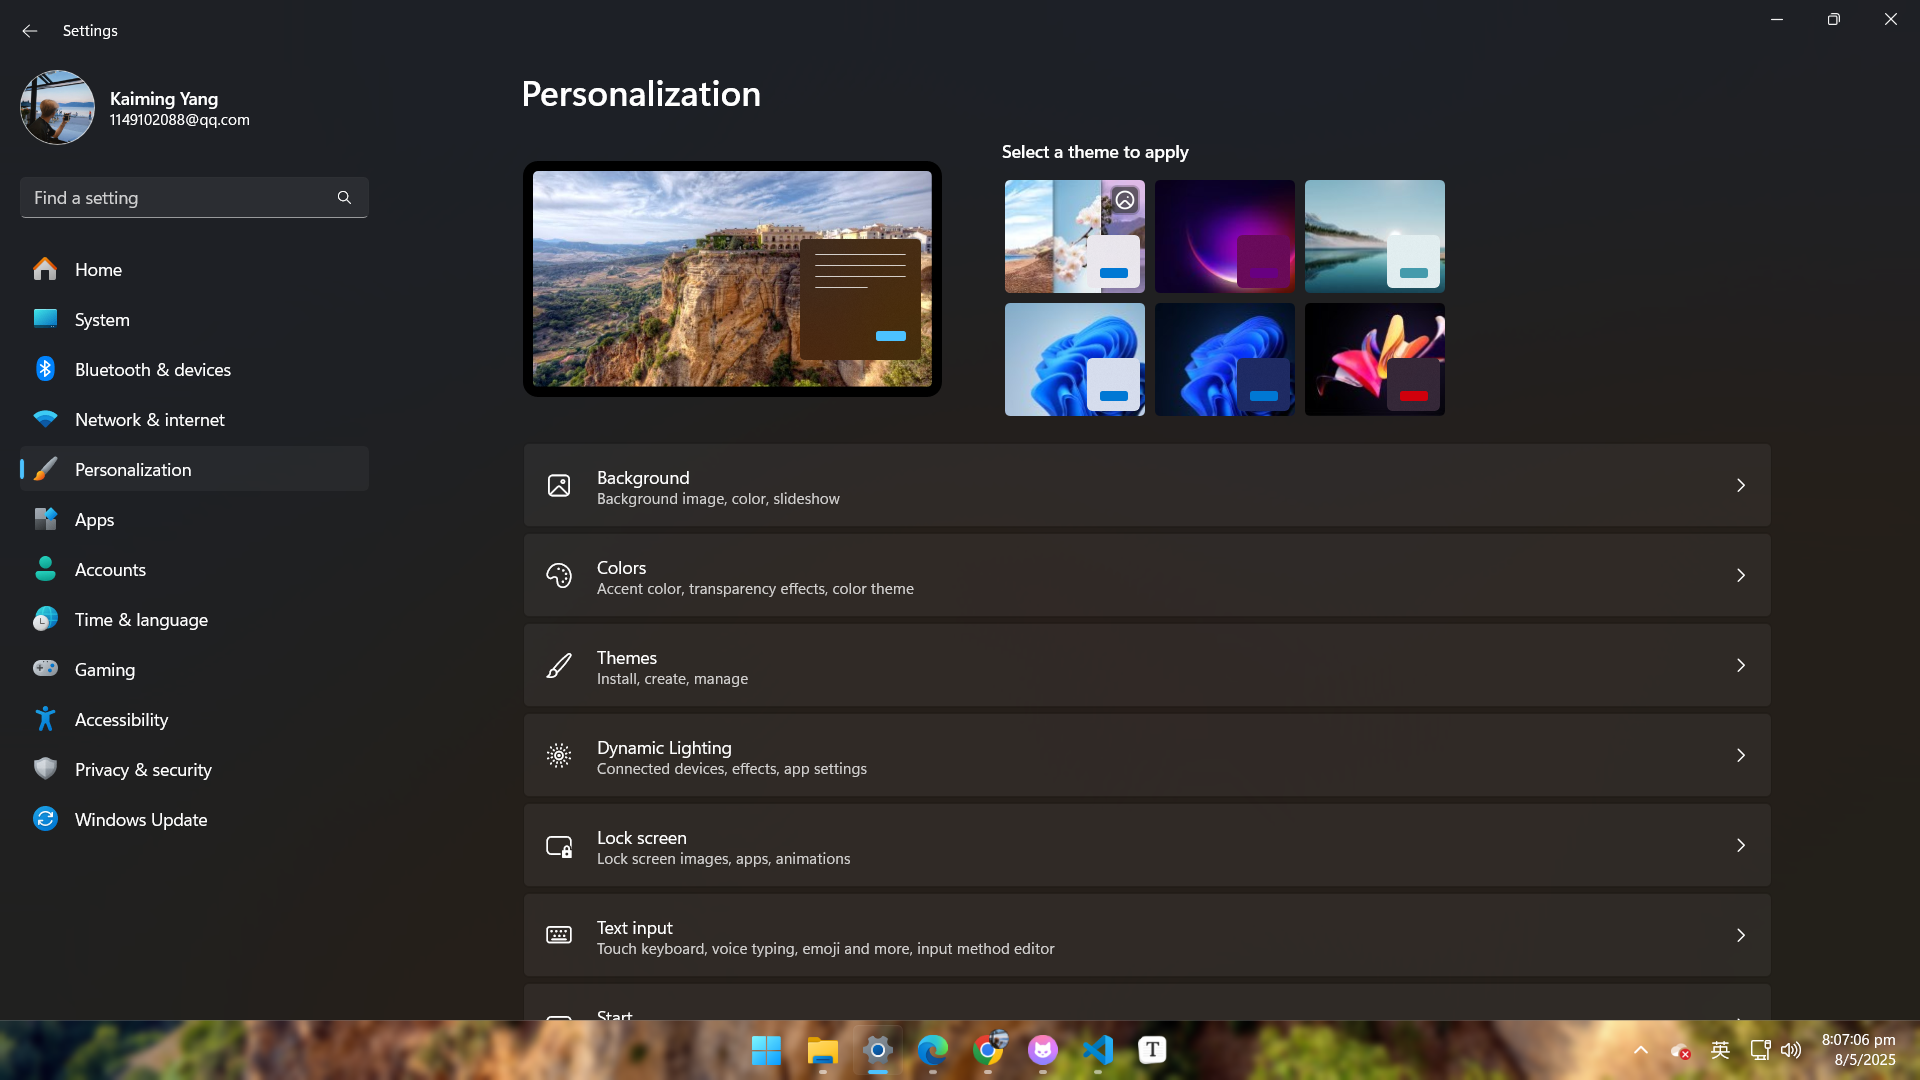 Settings
Kaiming Yang
1149102088@qq.com
Find a setting
Home
System
Bluetooth & devices
Network & internet
Personalization
Apps
Accounts
Time & language
Gaming
Accessibility
Privacy & security
Windows Update
Personalization
Select a theme to apply
Background
Background image, color, slideshow
Colors
Accent color, transparency effects, color theme
Themes
Install, create, manage
Dynamic Lighting
Connected devices, effects, app settings
Lock screen
Lock screen images, apps, animations
Text input
Touch keyboard, voice typing, emoji and more, input method editor
Start
T
英
8:07:06 pm
8/5/2025